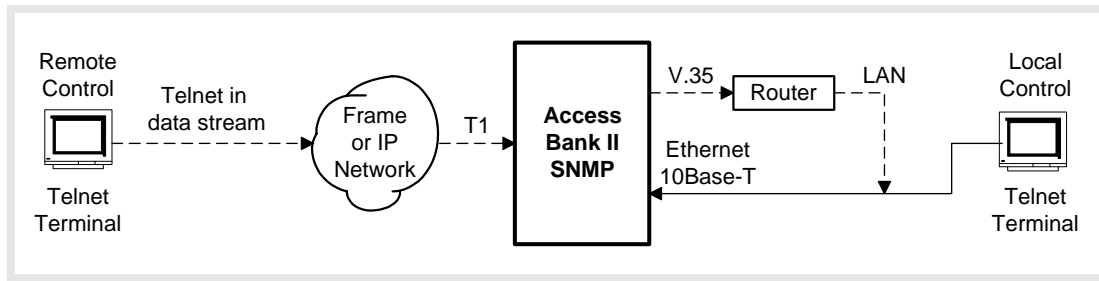 Remote
Control
Telnet
Terminal
Telnet in
data stream
Frame
or IP
Network
T1
Access
Bank II
SNMP
V.35
Router
LAN
Ethernet
10Base-T
Local
Control
Telnet
Terminal